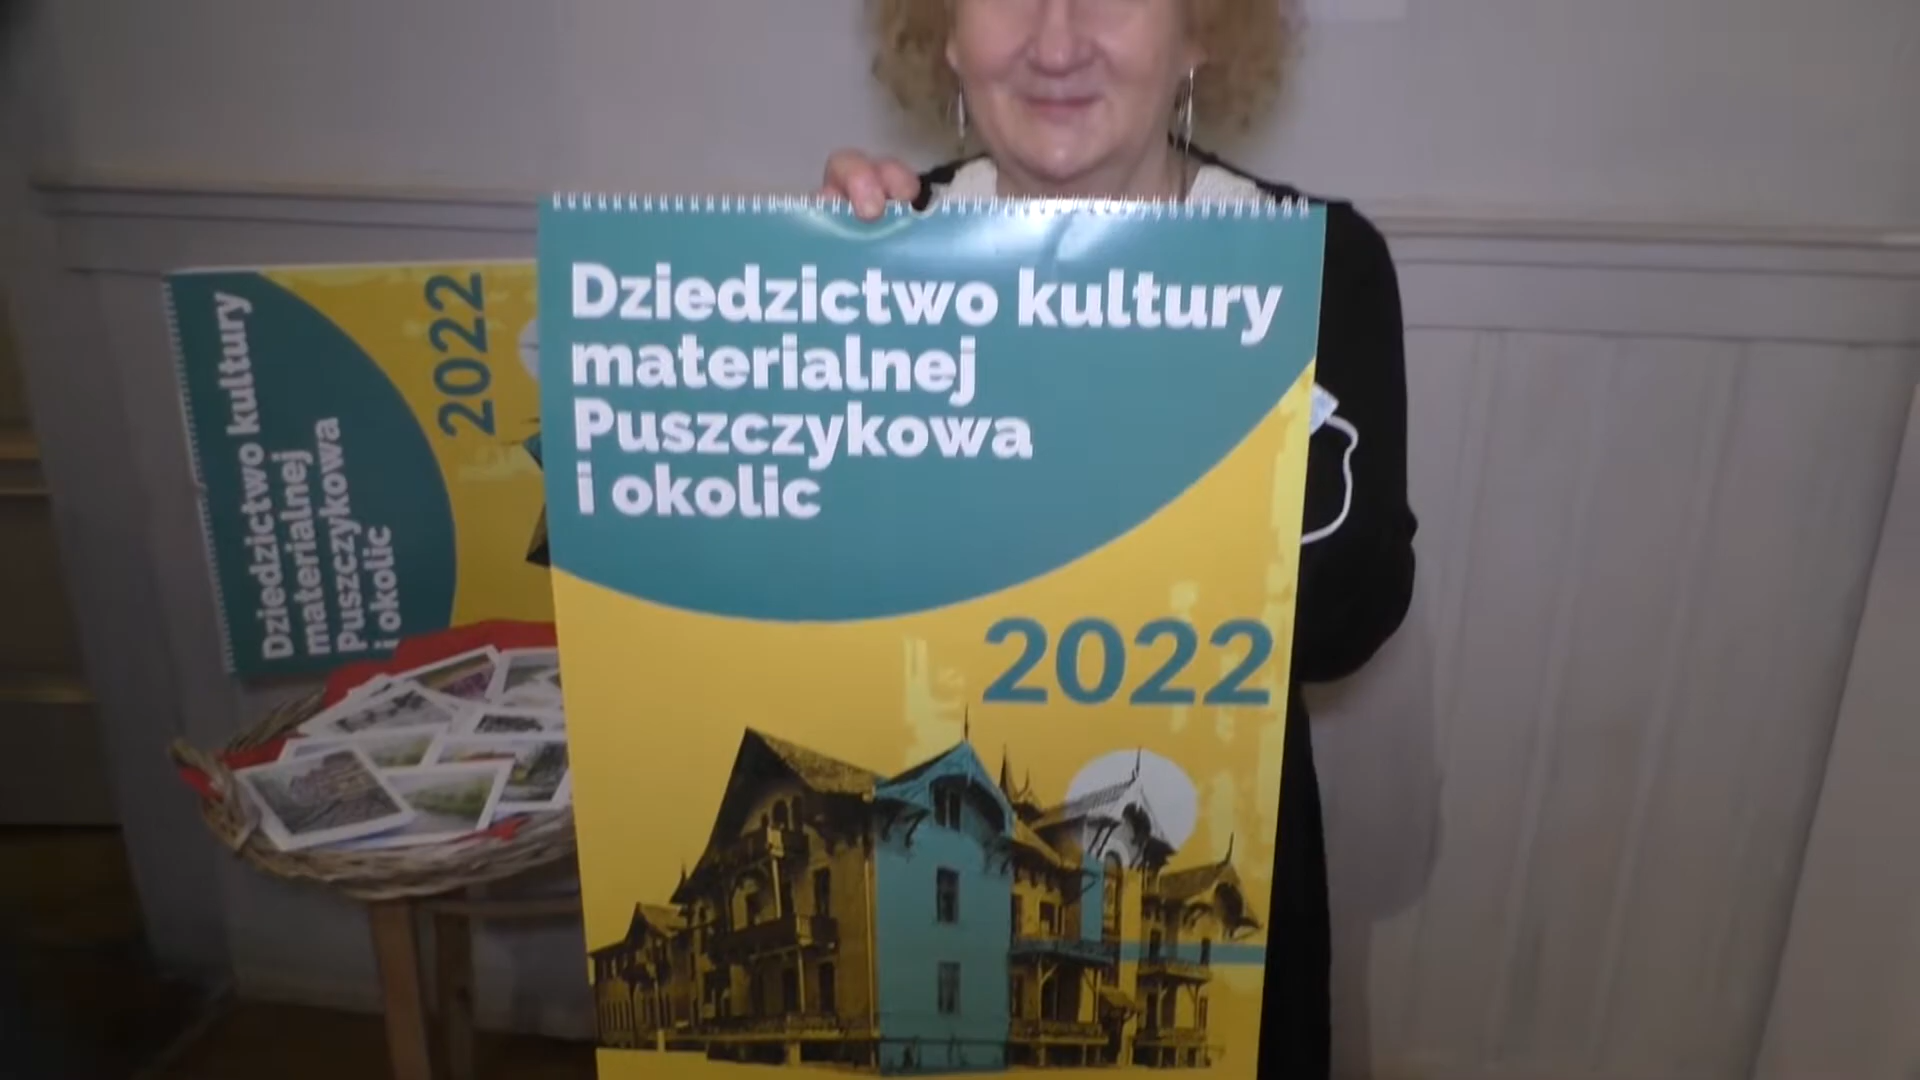 Dziedzictwo kultury
materialnej
Puszczykowa
i okolic
2022
Dziedzictwo kultury
materialnej
Puszczykowa
i okolic
2022